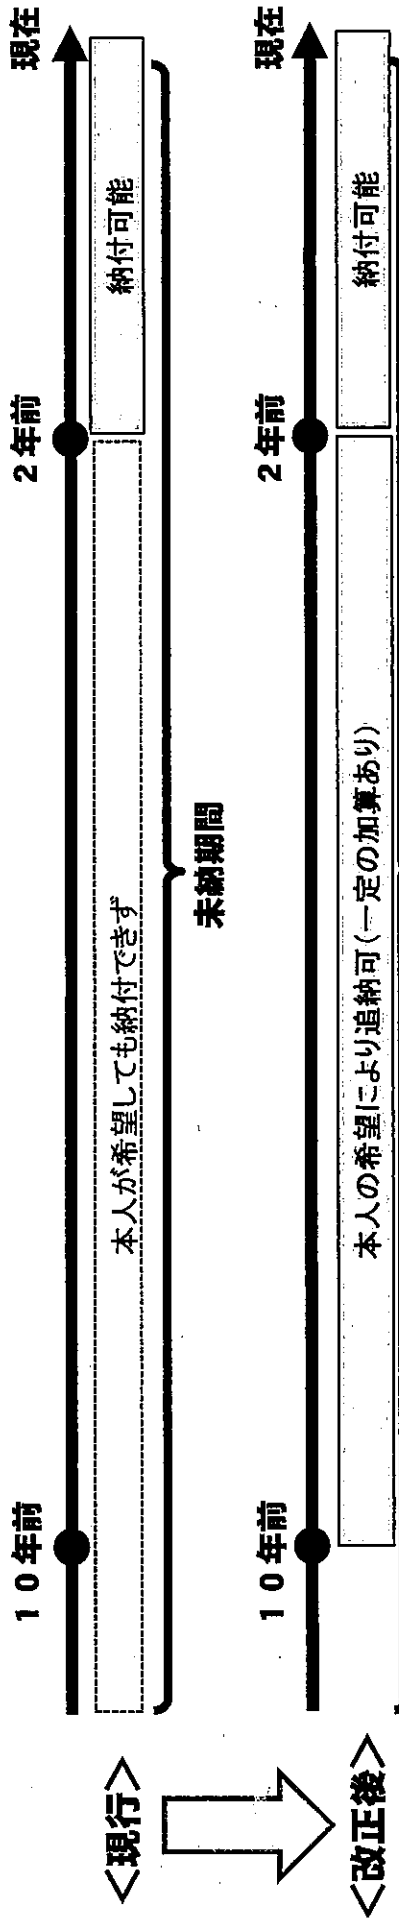 <現行>
10年前
2年前
現在
本人が希望しても納付できず
納付可能
未納期間
<改正後>
10年前
2年前
現在
本人の希望により追納可(一定の加算あり)
納付可能